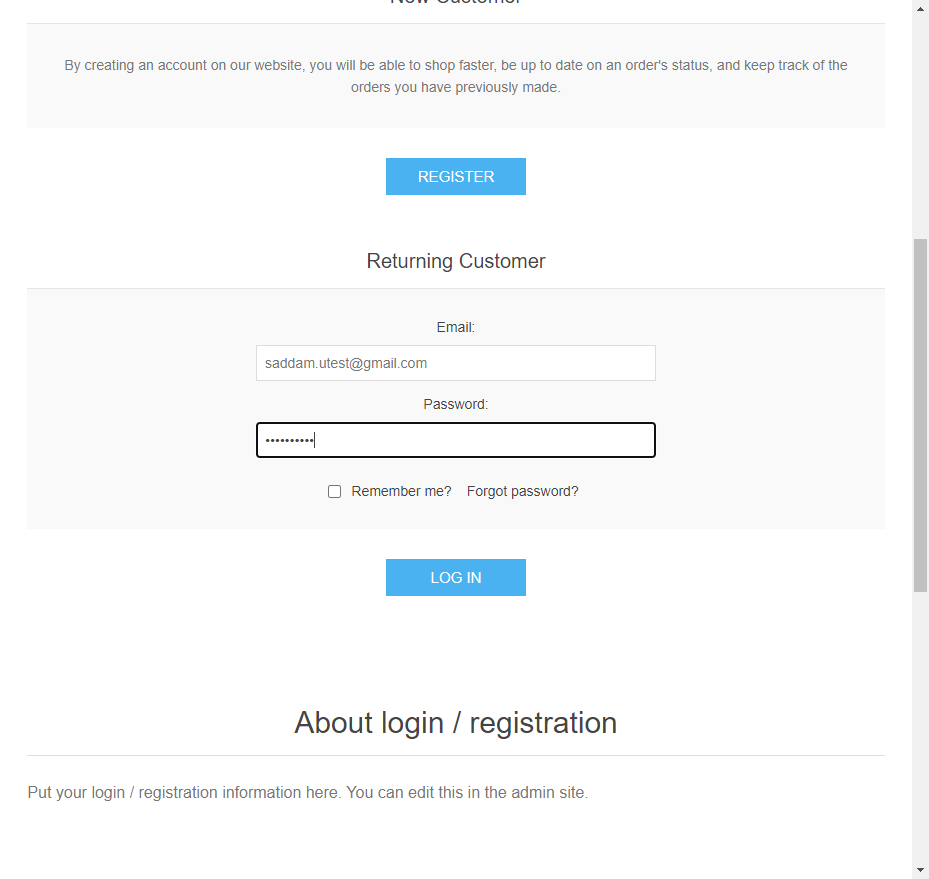 New Customer
By creating an account on our website, you will be able to shop faster, be up to date on an order's status, and keep track of the
orders you have previously made.
REGISTER
Returning Customer
Email:
saddam.utest@gmail.com
Password:
••••••••••
Remember me? Forgot password?
LOG IN
About login / registration
Put your login / registration information here. You can edit this in the admin site.